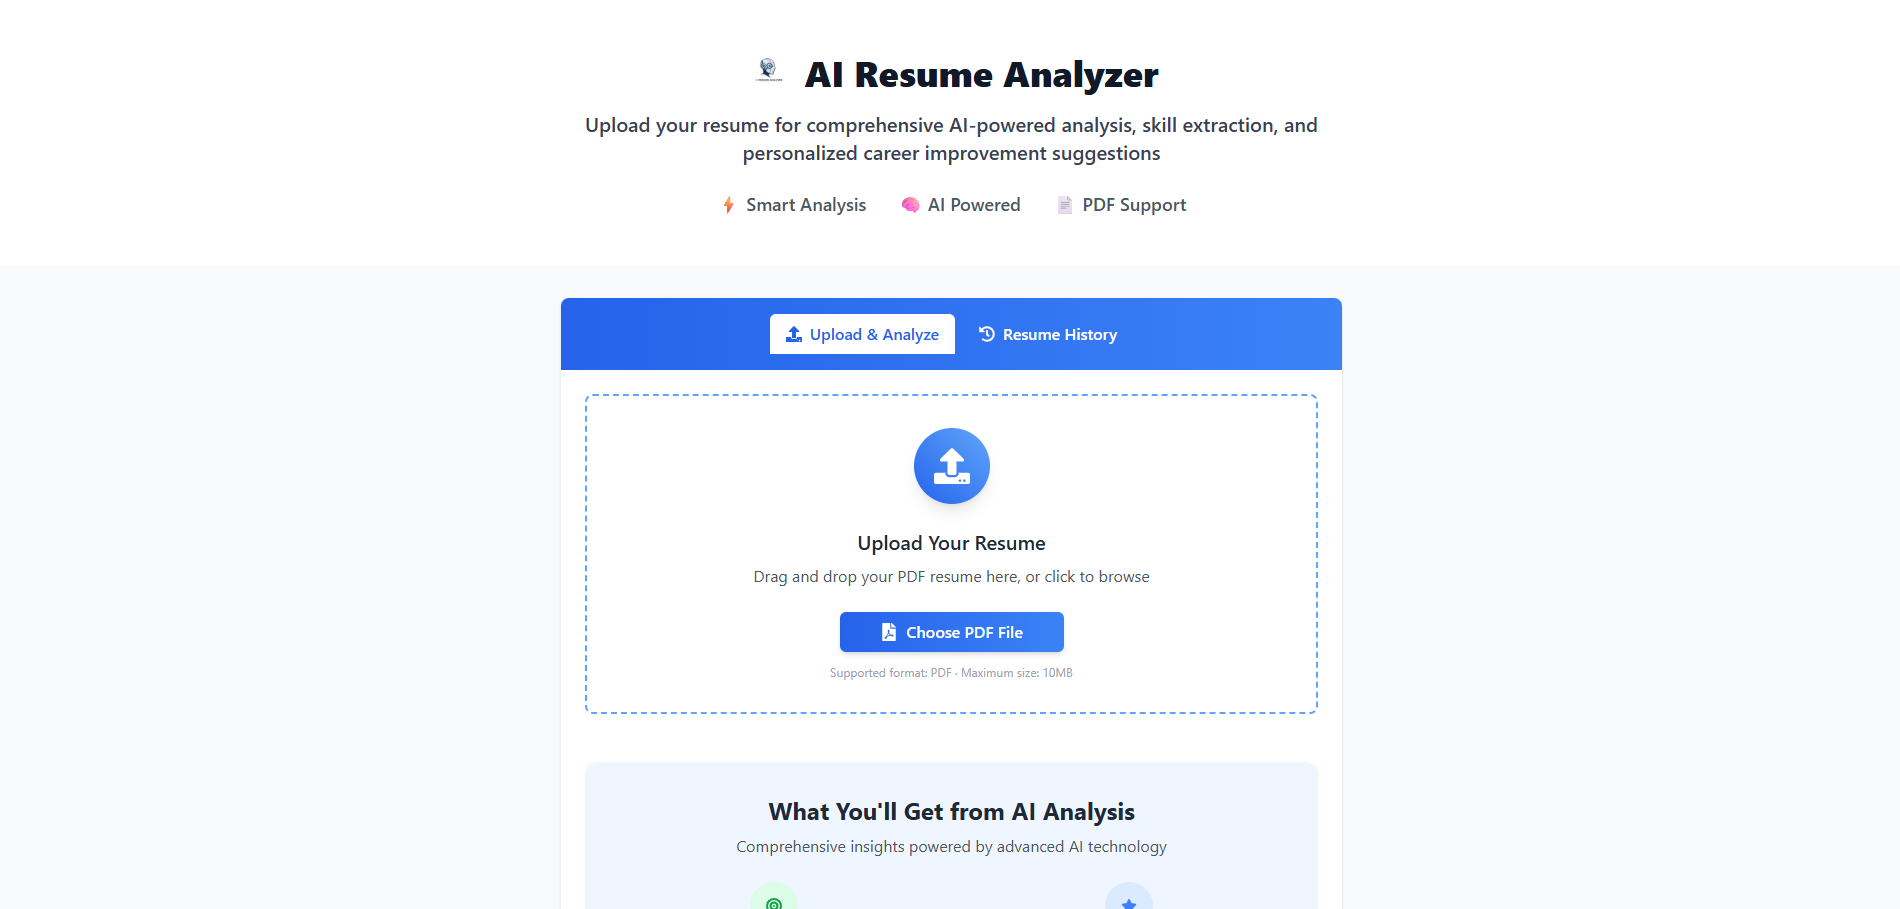 AI Resume Analyzer
Upload your resume for comprehensive AI-powered analysis, skill extraction, and
personalized career improvement suggestions
Smart Analysis
AI Powered
PDF Support
Upload & Analyze
Resume History
Upload Your Resume
Drag and drop your PDF resume here, or click to browse
Choose PDF File
Supported format: PDF · Maximum size: 10MB
What You'll Get from AI Analysis
Comprehensive insights powered by advanced AI technology